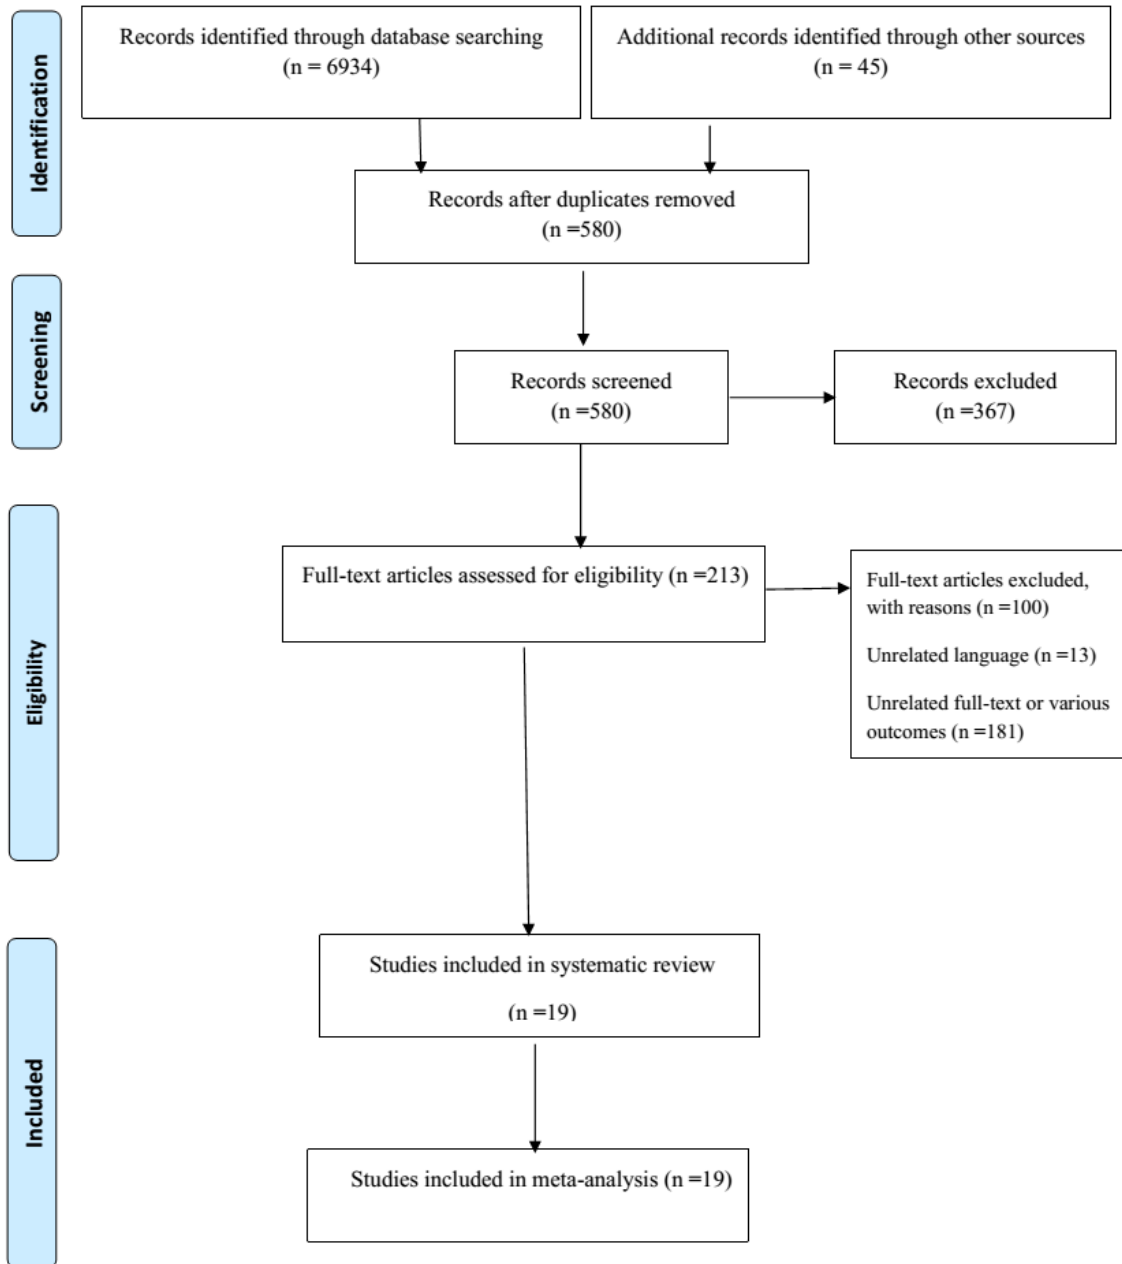 Identification
Records identified through database searching
(n = 6934)
Additional records identified through other sources
(n = 45)
Records after duplicates removed
(n =580)
Screening
Records screened
(n =580)
Records excluded
(n =367)
Eligibility
Full-text articles assessed for eligibility (n =213)
Full-text articles excluded,
with reasons (n =100)
Unrelated language (n =13)
Unrelated full-text or various
outcomes (n =181)
Included
Studies included in systematic review
(n =19)
Studies included in meta-analysis (n =19)